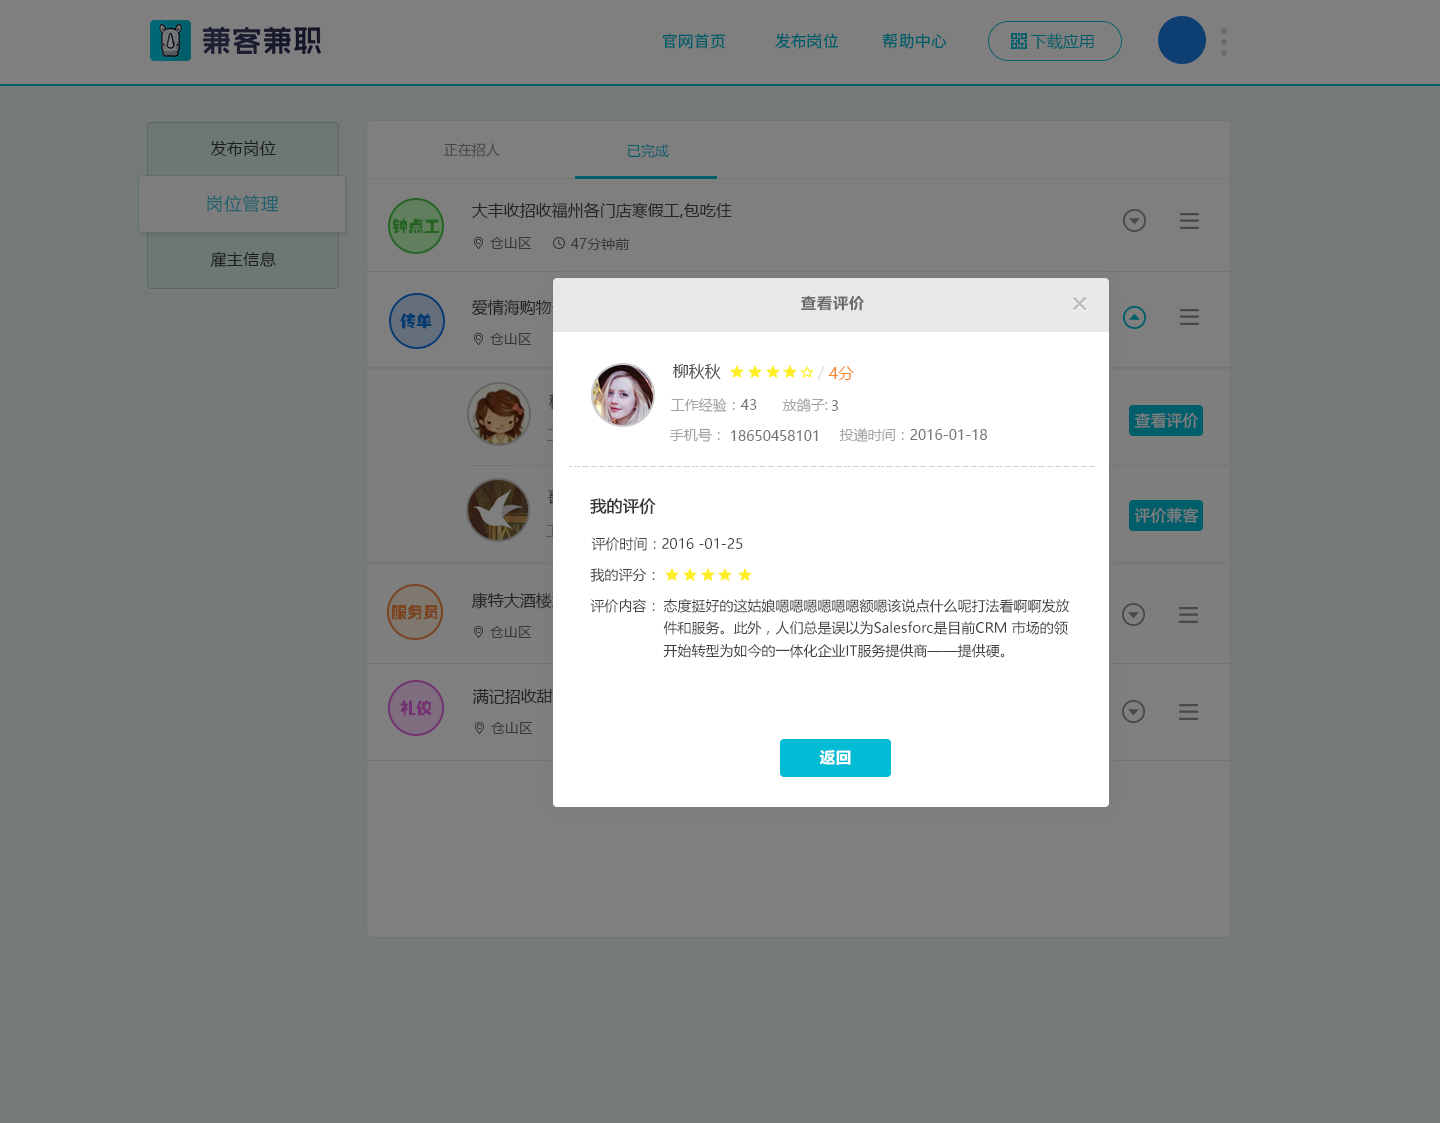 兼客兼职
官网首页 发布岗位 帮助中心 下载应用
发布岗位
岗位管理
雇主信息
正在招人 已完成
钟点工
大丰收招收福州各门店寒假工,包吃住
仓山区 47分钟前
传单
爱情海购物
仓山区
查看评价
评价兼客
服务员
康特大酒楼
仓山区
礼仪
满记招收甜
仓山区
查看评价
柳秋秋 / 4分
工作经验：43 放鸽子: 3
手机号： 18650458101 投递时间：2016-01-18
我的评价
评价时间：2016 -01-25
我的评分：
评价内容： 态度挺好的这姑娘嗯嗯嗯嗯嗯嗯额嗯该说点什么呢打法看啊啊发放
件和服务。此外，人们总是误以为Salesforc是目前CRM 市场的领
开始转型为如今的一体化企业IT服务提供商——提供硬。
返回